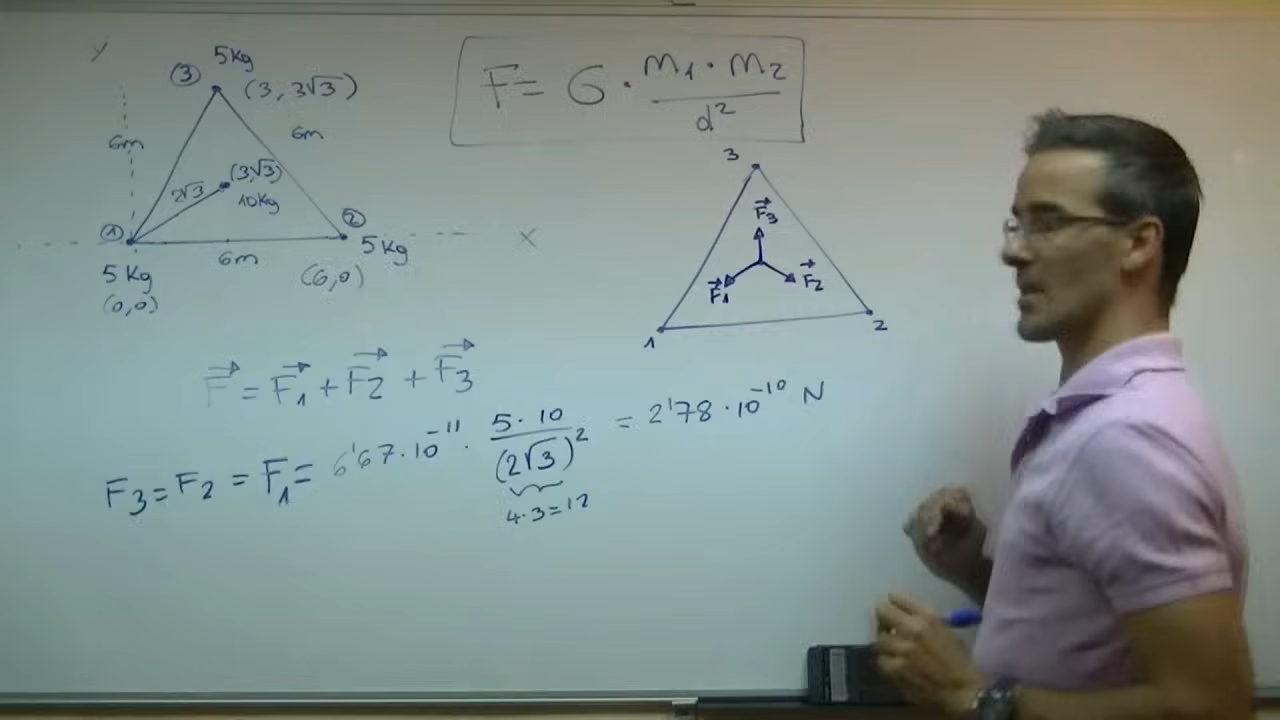 y
③ 5kg
(3, 3√3)
6m
6m
2√3
(3,√3)
10kg
①
②
5kg
6m
x
5kg
(0,0)
(6,0)
F = G · m₁ · m₂ / d²
3
F⃗₃
F⃗₁
F⃗₂
1
2
F⃗ = F⃗₁ + F⃗₂ + F⃗₃
F₃ = F₂ = F₁ = 6'67 · 10⁻¹¹ · 5 · 10 / (2√3)² = 2'78 · 10⁻¹⁰ N
4·3=12